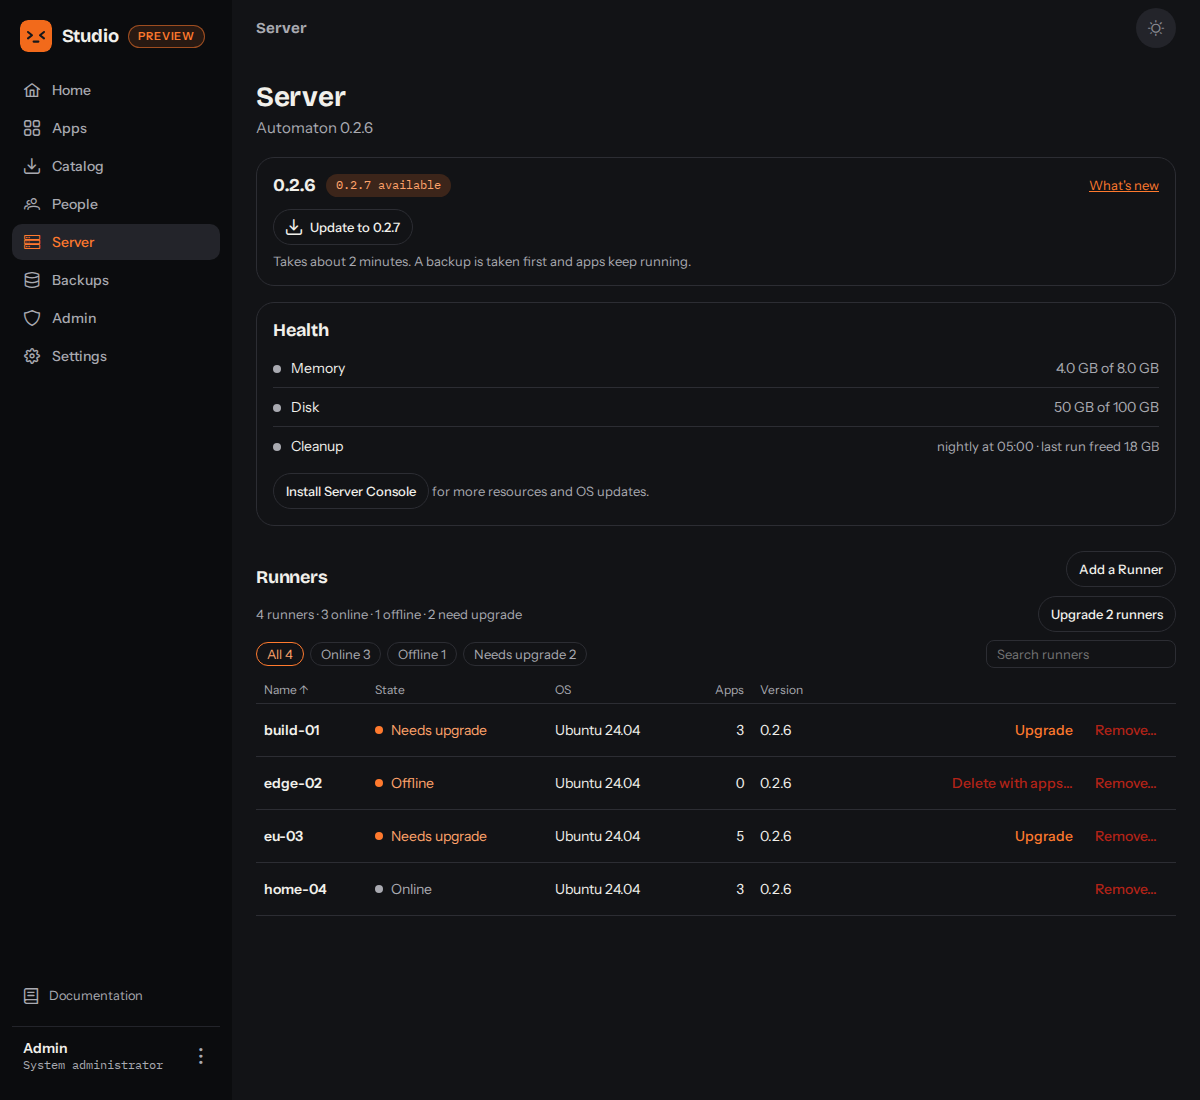 Studio PREVIEW
Home
Apps
Catalog
People
Server
Backups
Admin
Settings
Documentation
Admin
System administrator
Server
Server
Automaton 0.2.6
0.2.6 0.2.7 available What's new
Update to 0.2.7
Takes about 2 minutes. A backup is taken first and apps keep running.
Health
Memory 4.0 GB of 8.0 GB
Disk 50 GB of 100 GB
Cleanup nightly at 05:00 · last run freed 1.8 GB
Install Server Console for more resources and OS updates.
Runners Add a Runner
4 runners · 3 online · 1 offline · 2 need upgrade Upgrade 2 runners
All 4 Online 3 Offline 1 Needs upgrade 2 Search runners
Name ↑ State OS Apps Version
build-01 Needs upgrade Ubuntu 24.04 3 0.2.6 Upgrade Remove...
edge-02 Offline Ubuntu 24.04 0 0.2.6 Delete with apps... Remove...
eu-03 Needs upgrade Ubuntu 24.04 5 0.2.6 Upgrade Remove...
home-04 Online Ubuntu 24.04 3 0.2.6 Remove...